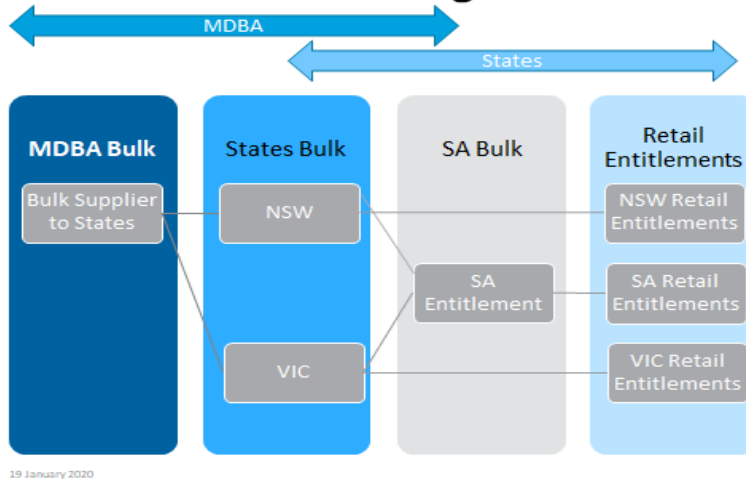 MDBA
States
MDBA Bulk
States Bulk
SA Bulk
Retail
Entitlements
Bulk Supplier
to States
NSW
NSW Retail
Entitlements
SA
Entitlement
SA Retail
Entitlements
VIC
VIC Retail
Entitlements
19 January 2020